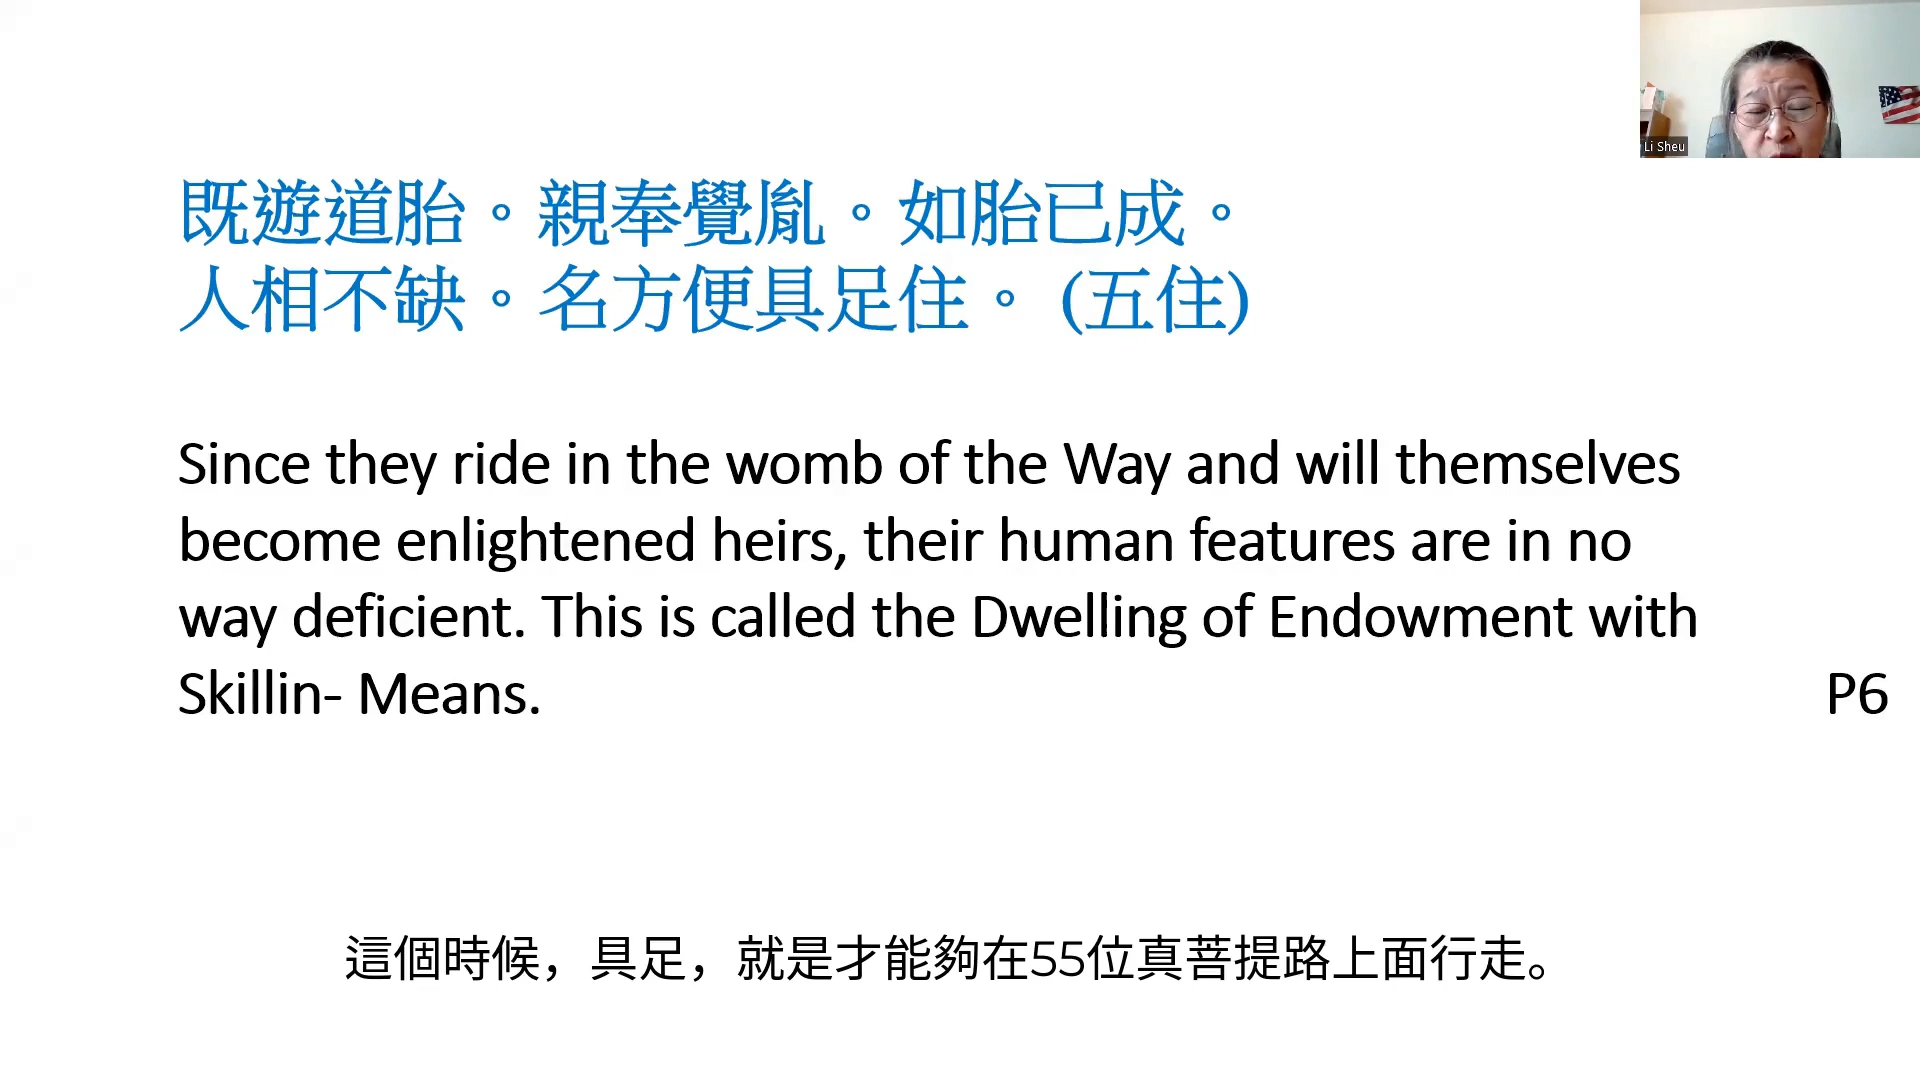 Li Sheu
既遊道胎。親奉覺胤。如胎已成。
人相不缺。名方便具足住。(五住)
Since they ride in the womb of the Way and will themselves
become enlightened heirs, their human features are in no
way deficient. This is called the Dwelling of Endowment with
Skillin- Means.
P6
這個時候，具足，就是才能夠在55位真菩提路上面行走。